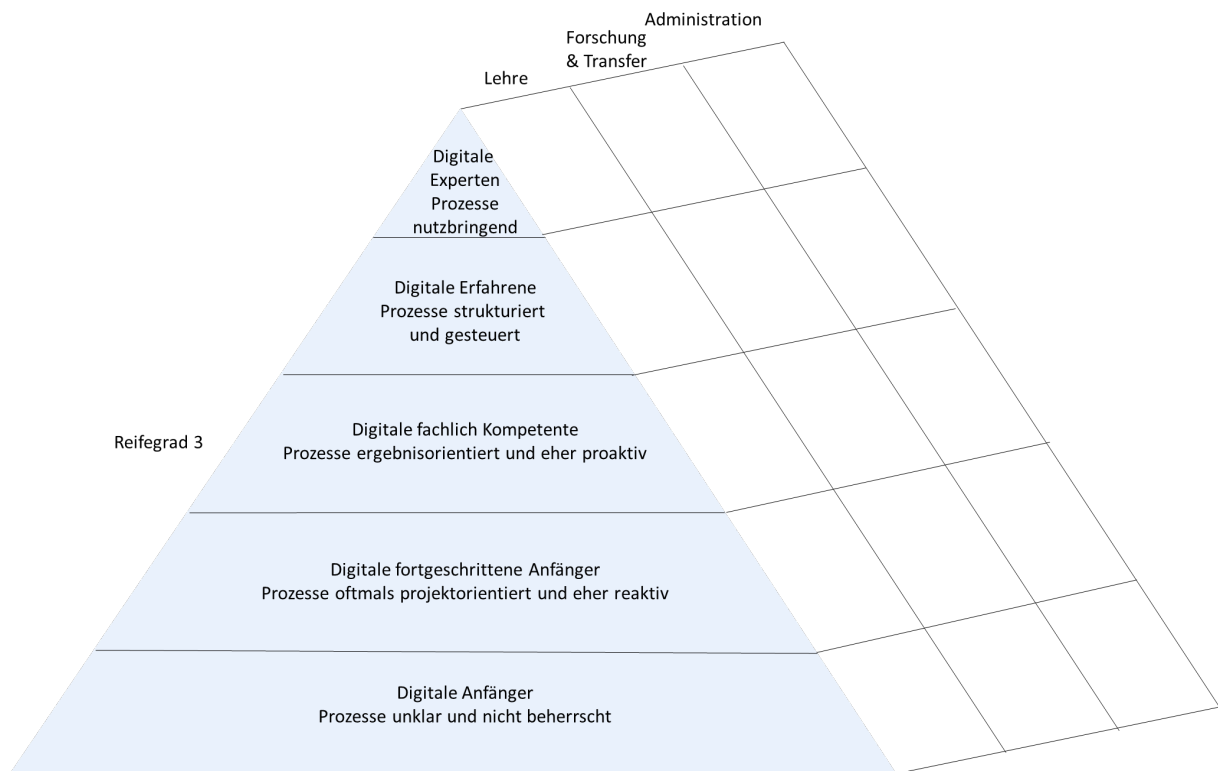 Administration
Forschung
& Transfer
Lehre
Digitale
Experten
Prozesse
nutzbringend
Digitale Erfahrene
Prozesse strukturiert
und gesteuert
Reifegrad 3
Digitale fachlich Kompetente
Prozesse ergebnisorientiert und eher proaktiv
Digitale fortgeschrittene Anfänger
Prozesse oftmals projektorientiert und eher reaktiv
Digitale Anfänger
Prozesse unklar und nicht beherrscht